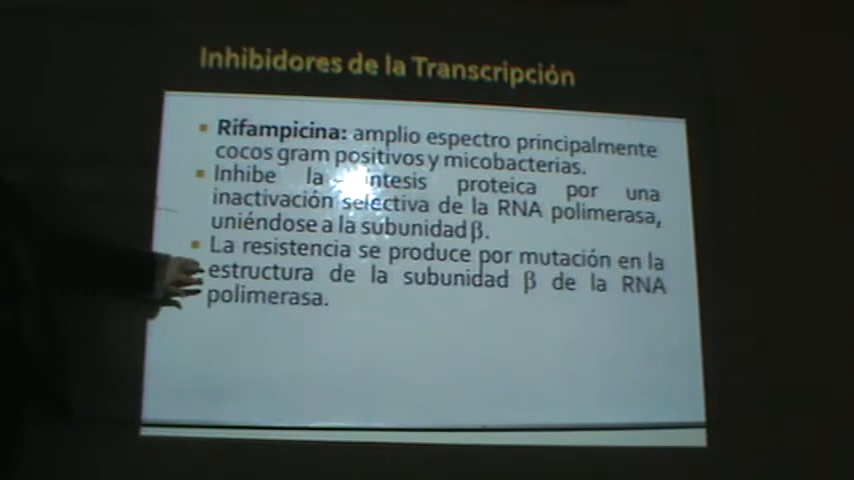 Inhibidores de la Transcripción
▪ Rifampicina: amplio espectro principalmente
cocos gram positivos y micobacterias.
▪ Inhibe la síntesis proteica por una
inactivación selectiva de la RNA polimerasa,
uniéndose a la subunidad β.
▪ La resistencia se produce por mutación en la
estructura de la subunidad β de la RNA
polimerasa.